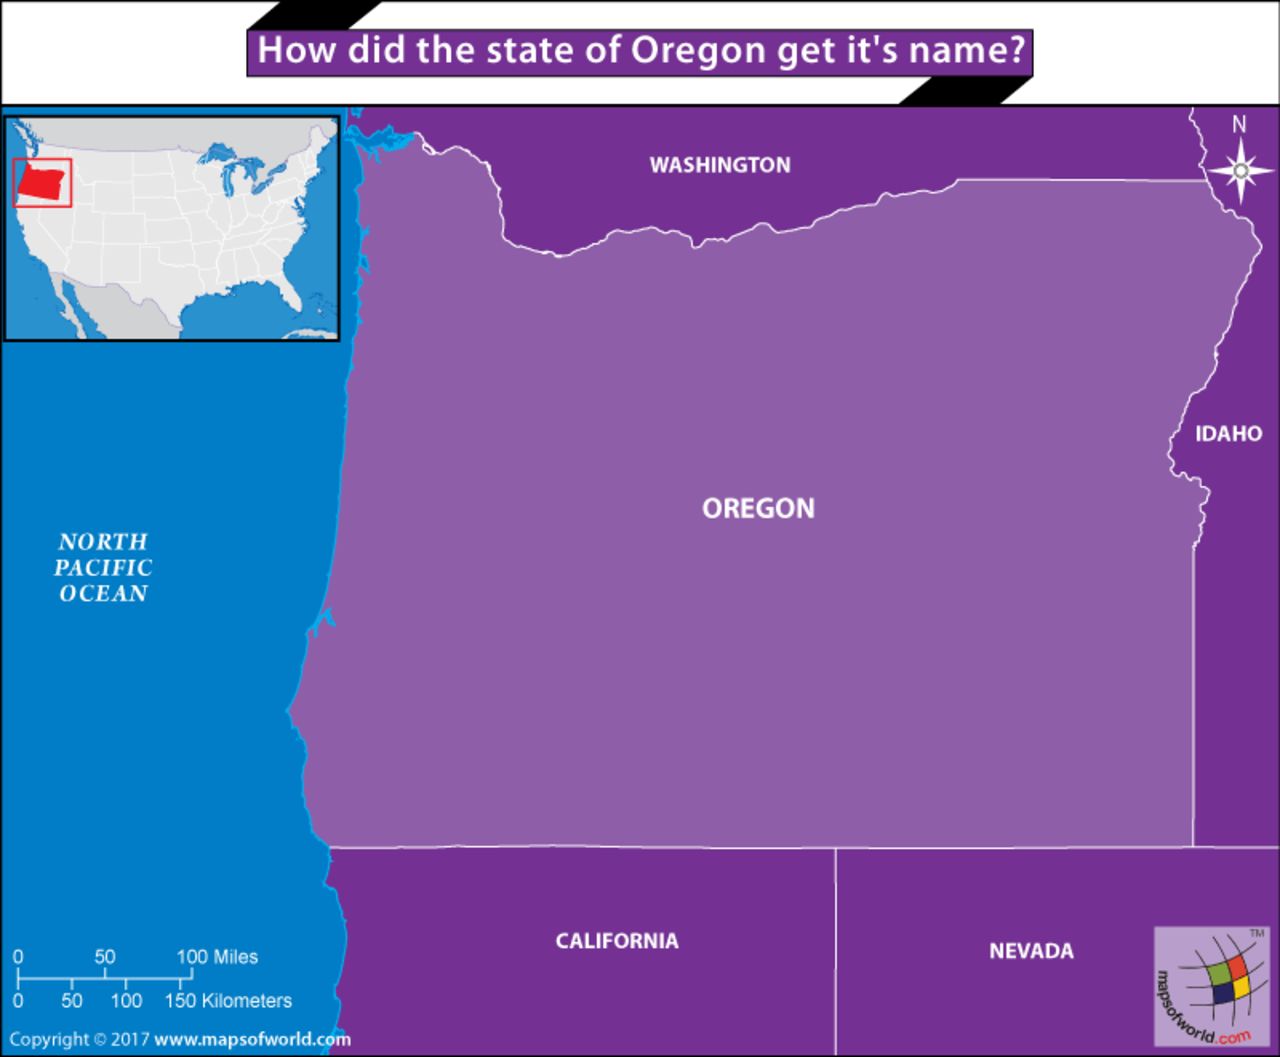 How did the state of Oregon get it's name?
N
WASHINGTON
IDAHO
OREGON
NORTH
PACIFIC
OCEAN
CALIFORNIA
NEVADA
0 50 100 Miles
0 50 100 150 Kilometers
Copyright © 2017 www.mapsofworld.com
TM
mapsofworld.com